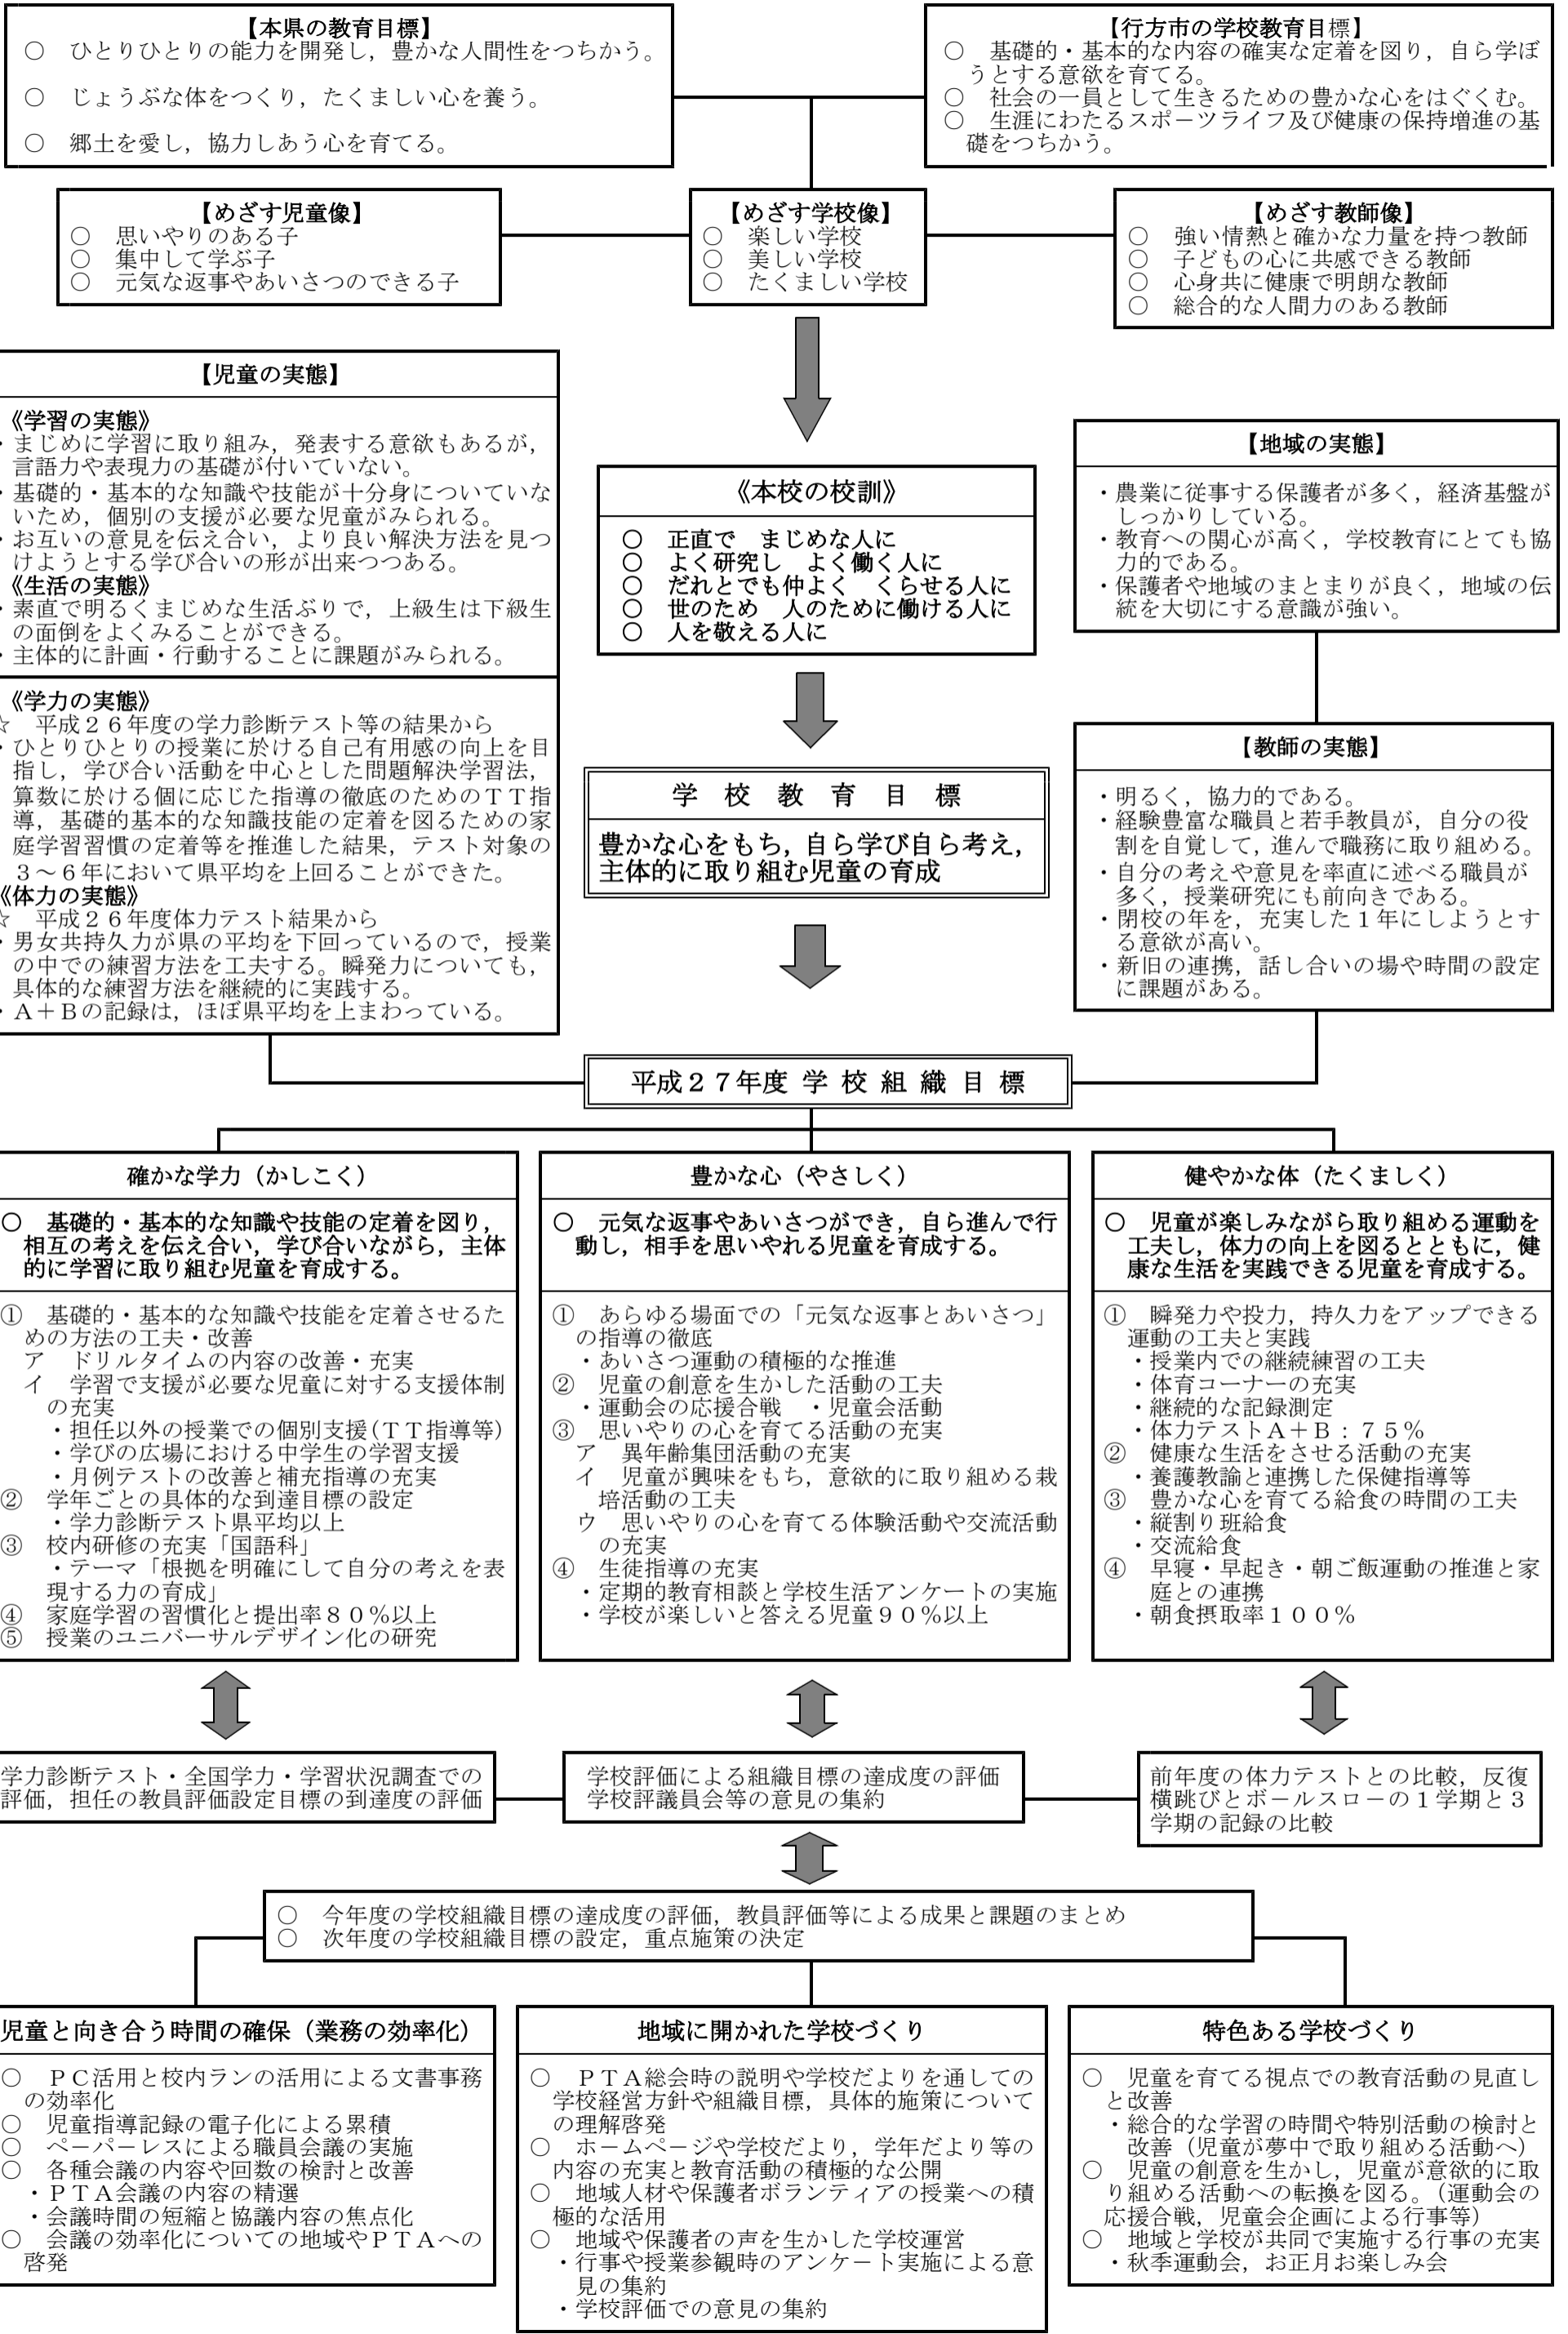 【本県の教育目標】
○　ひとりひとりの能力を開発し，豊かな人間性をつちかう。
○　じょうぶな体をつくり，たくましい心を養う。
○　郷土を愛し，協力しあう心を育てる。
【行方市の学校教育目標】
○　基礎的・基本的な内容の確実な定着を図り，自ら学ぼ
うとする意欲を育てる。
○　社会の一員として生きるための豊かな心をはぐくむ。
○　生涯にわたるスポーツライフ及び健康の保持増進の基
礎をつちかう。
【めざす児童像】
○　思いやりのある子
○　集中して学ぶ子
○　元気な返事やあいさつのできる子
【めざす学校像】
○　楽しい学校
○　美しい学校
○　たくましい学校
【めざす教師像】
○　強い情熱と確かな力量を持つ教師
○　子どもの心に共感できる教師
○　心身共に健康で明朗な教師
○　総合的な人間力のある教師
【児童の実態】
《学習の実態》
・まじめに学習に取り組み，発表する意欲もあるが，
言語力や表現力の基礎が付いていない。
・基礎的・基本的な知識や技能が十分身についていな
いため，個別の支援が必要な児童がみられる。
・お互いの意見を伝え合い，より良い解決方法を見つ
けようとする学び合いの形が出来つつある。
《生活の実態》
・素直で明るくまじめな生活ぶりで，上級生は下級生
の面倒をよくみることができる。
・主体的に計画・行動することに課題がみられる。
《学力の実態》
☆　平成２６年度の学力診断テスト等の結果から
・ひとりひとりの授業に於ける自己有用感の向上を目
指し，学び合い活動を中心とした問題解決学習法，
算数に於ける個に応じた指導の徹底のためのＴＴ指
導，基礎的基本的な知識技能の定着を図るための家
庭学習習慣の定着等を推進した結果，テスト対象の
３～６年において県平均を上回ることができた。
《体力の実態》
☆　平成２６年度体力テスト結果から
・男女共持久力が県の平均を下回っているので，授業
の中での練習方法を工夫する。瞬発力についても，
具体的な練習方法を継続的に実践する。
・Ａ＋Ｂの記録は，ほぼ県平均を上まわっている。
《本校の校訓》
○　正直で　まじめな人に
○　よく研究し　よく働く人に
○　だれとでも仲よく　くらせる人に
○　世のため　人のために働ける人に
○　人を敬える人に
【地域の実態】
・農業に従事する保護者が多く，経済基盤が
しっかりしている。
・教育への関心が高く，学校教育にとても協
力的である。
・保護者や地域のまとまりが良く，地域の伝
統を大切にする意識が強い。
学　校　教　育　目　標
豊かな心をもち，自ら学び自ら考え，
主体的に取り組む児童の育成
【教師の実態】
・明るく，協力的である。
・経験豊富な職員と若手教員が，自分の役
割を自覚して，進んで職務に取り組める。
・自分の考えや意見を率直に述べる職員が
多く，授業研究にも前向きである。
・閉校の年を，充実した１年にしようとす
る意欲が高い。
・新旧の連携，話し合いの場や時間の設定
に課題がある。
平成２７年度 学 校 組 織 目 標
確かな学力（かしこく）
○　基礎的・基本的な知識や技能の定着を図り，
相互の考えを伝え合い，学び合いながら，主体
的に学習に取り組む児童を育成する。
①　基礎的・基本的な知識や技能を定着させるた
めの方法の工夫・改善
ア　ドリルタイムの内容の改善・充実
イ　学習で支援が必要な児童に対する支援体制
の充実
・担任以外の授業での個別支援（ＴＴ指導等）
・学びの広場における中学生の学習支援
・月例テストの改善と補充指導の充実
②　学年ごとの具体的な到達目標の設定
・学力診断テスト県平均以上
③　校内研修の充実「国語科」
・テーマ「根拠を明確にして自分の考えを表
現する力の育成」
④　家庭学習の習慣化と提出率８０％以上
⑤　授業のユニバーサルデザイン化の研究
豊かな心（やさしく）
○　元気な返事やあいさつができ，自ら進んで行
動し，相手を思いやれる児童を育成する。
①　あらゆる場面での「元気な返事とあいさつ」
の指導の徹底
・あいさつ運動の積極的な推進
②　児童の創意を生かした活動の工夫
・運動会の応援合戦　・児童会活動
③　思いやりの心を育てる活動の充実
ア　異年齢集団活動の充実
イ　児童が興味をもち，意欲的に取り組める栽
培活動の工夫
ウ　思いやりの心を育てる体験活動や交流活動
の充実
④　生徒指導の充実
・定期的教育相談と学校生活アンケートの実施
・学校が楽しいと答える児童９０％以上
健やかな体（たくましく）
○　児童が楽しみながら取り組める運動を
工夫し，体力の向上を図るとともに，健
康な生活を実践できる児童を育成する。
①　瞬発力や投力，持久力をアップできる
運動の工夫と実践
・授業内での継続練習の工夫
・体育コーナーの充実
・継続的な記録測定
・体力テストＡ＋Ｂ：７５％
②　健康な生活をさせる活動の充実
・養護教諭と連携した保健指導等
③　豊かな心を育てる給食の時間の工夫
・縦割り班給食
・交流給食
④　早寝・早起き・朝ご飯運動の推進と家
庭との連携
・朝食摂取率１００％
学力診断テスト・全国学力・学習状況調査での
評価，担任の教員評価設定目標の到達度の評価
学校評価による組織目標の達成度の評価
学校評議員会等の意見の集約
前年度の体力テストとの比較，反復
横跳びとボールスローの１学期と３
学期の記録の比較
○　今年度の学校組織目標の達成度の評価，教員評価等による成果と課題のまとめ
○　次年度の学校組織目標の設定，重点施策の決定
児童と向き合う時間の確保（業務の効率化）
○　ＰＣ活用と校内ランの活用による文書事務
の効率化
○　児童指導記録の電子化による累積
○　ペーパーレスによる職員会議の実施
○　各種会議の内容や回数の検討と改善
・ＰＴＡ会議の内容の精選
・会議時間の短縮と協議内容の焦点化
○　会議の効率化についての地域やＰＴＡへの
啓発
地域に開かれた学校づくり
○　ＰＴＡ総会時の説明や学校だよりを通しての
学校経営方針や組織目標，具体的施策について
の理解啓発
○　ホームページや学校だより，学年だより等の
内容の充実と教育活動の積極的な公開
○　地域人材や保護者ボランティアの授業への積
極的な活用
○　地域や保護者の声を生かした学校運営
・行事や授業参観時のアンケート実施による意
見の集約
・学校評価での意見の集約
特色ある学校づくり
○　児童を育てる視点での教育活動の見直し
と改善
・総合的な学習の時間や特別活動の検討と
改善（児童が夢中で取り組める活動へ）
○　児童の創意を生かし，児童が意欲的に取
り組める活動への転換を図る。（運動会の
応援合戦，児童会企画による行事等）
○　地域と学校が共同で実施する行事の充実
・秋季運動会，お正月お楽しみ会